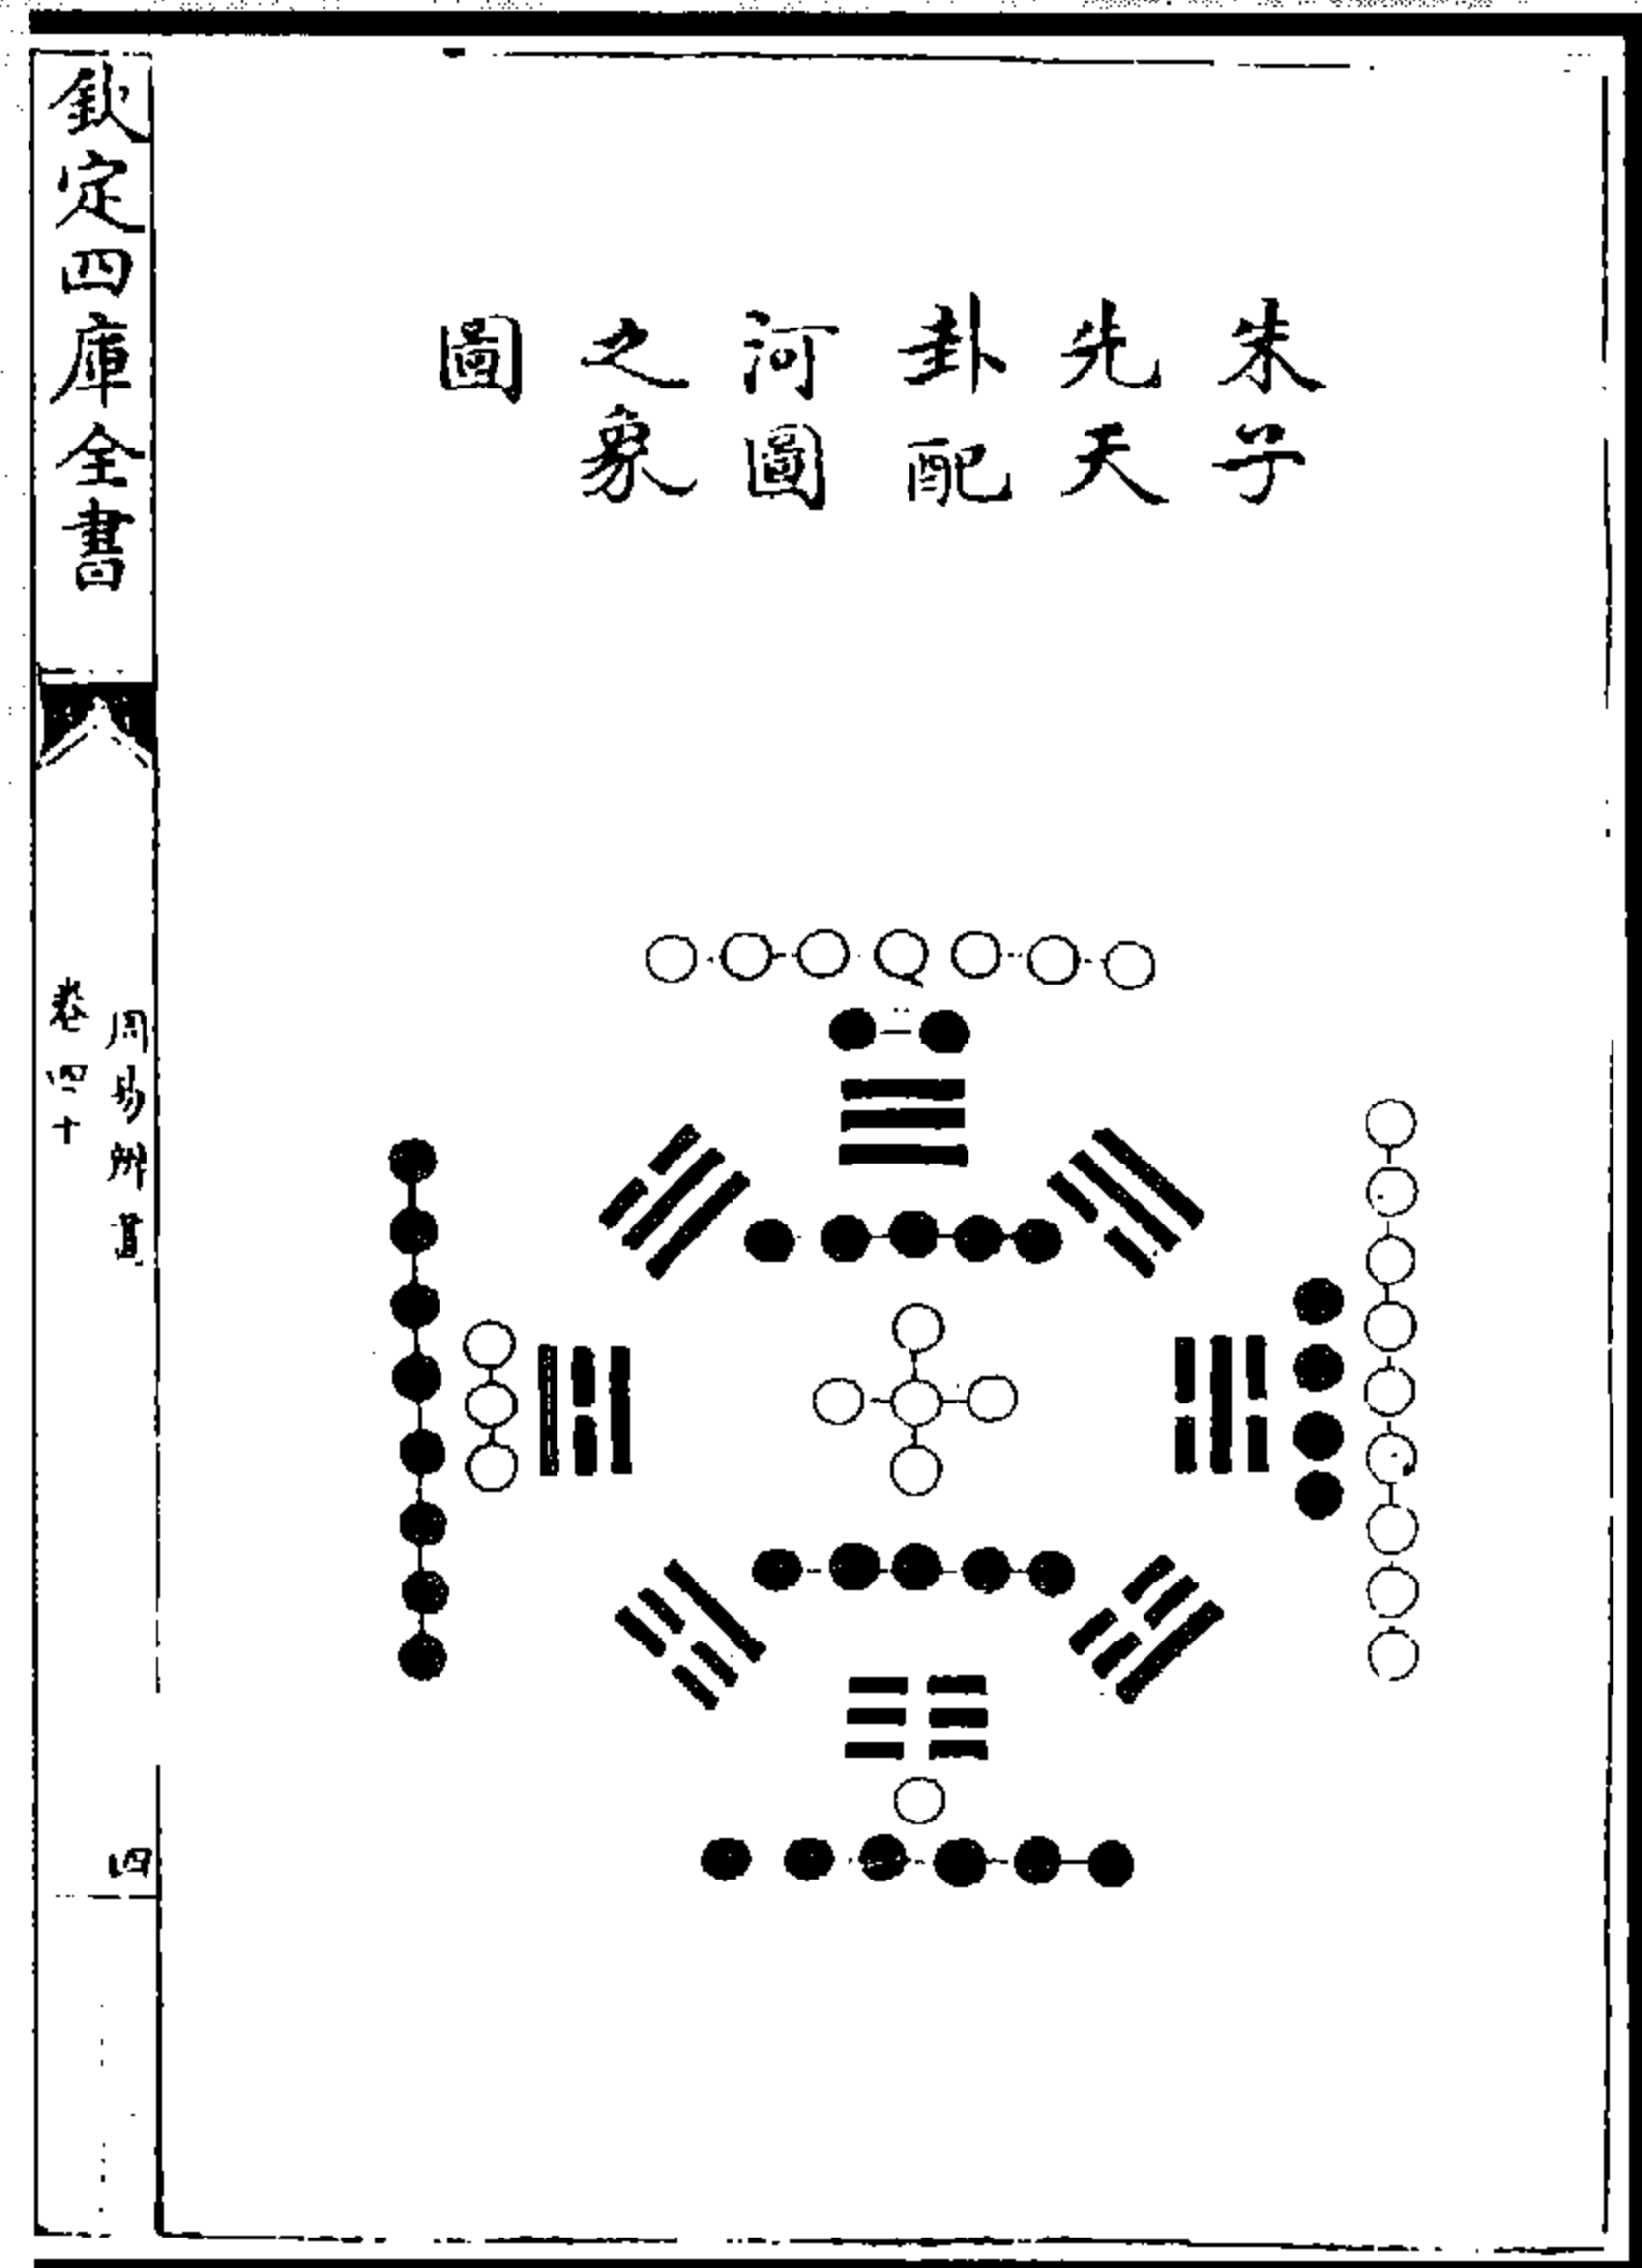 朱子
先天
卦配
河圖
之象
圖
欽定四庫全書
周易辨畫
卷四十
四